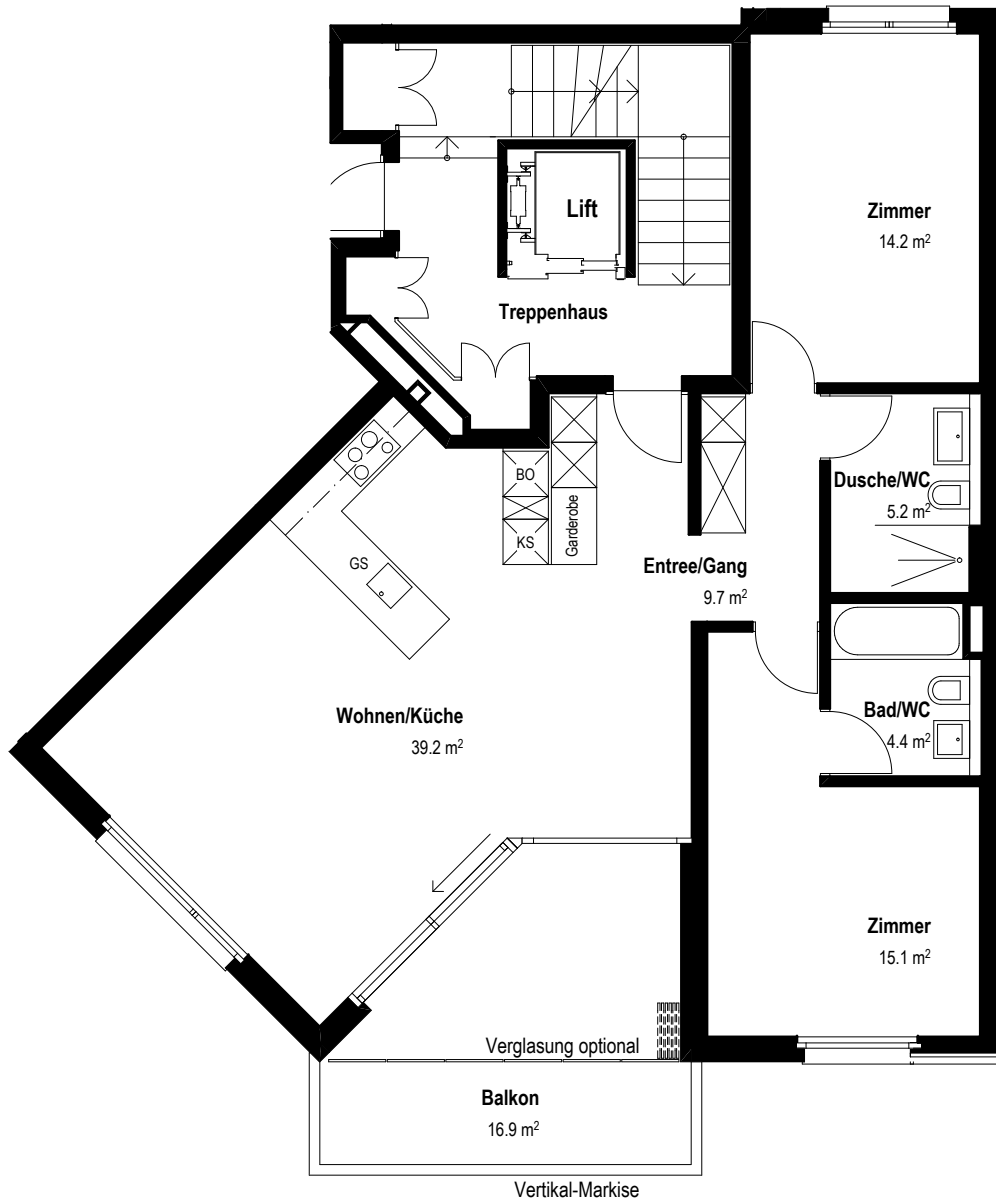 Lift
Zimmer
14.2 m²
Treppenhaus
BO
KS
Garderobe
GS
Dusche/WC
5.2 m²
Entree/Gang
9.7 m²
Wohnen/Küche
39.2 m²
Bad/WC
4.4 m²
Zimmer
15.1 m²
Verglasung optional
Balkon
16.9 m²
Vertikal-Markise